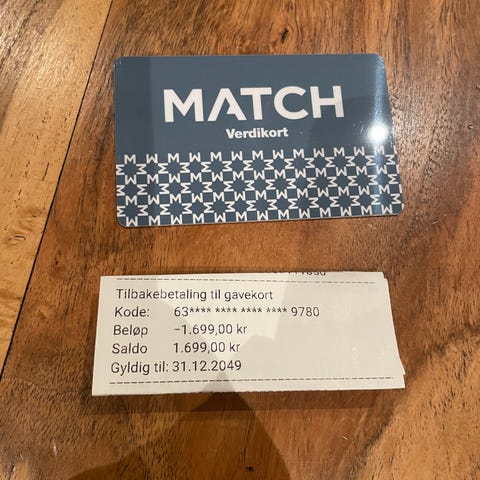 MATCH
Verdikort
Tilbakebetaling til gavekort
Kode: 63**** **** **** **** 9780
Beløp −1.699,00 kr
Saldo 1.699,00 kr
Gyldig til: 31.12.2049